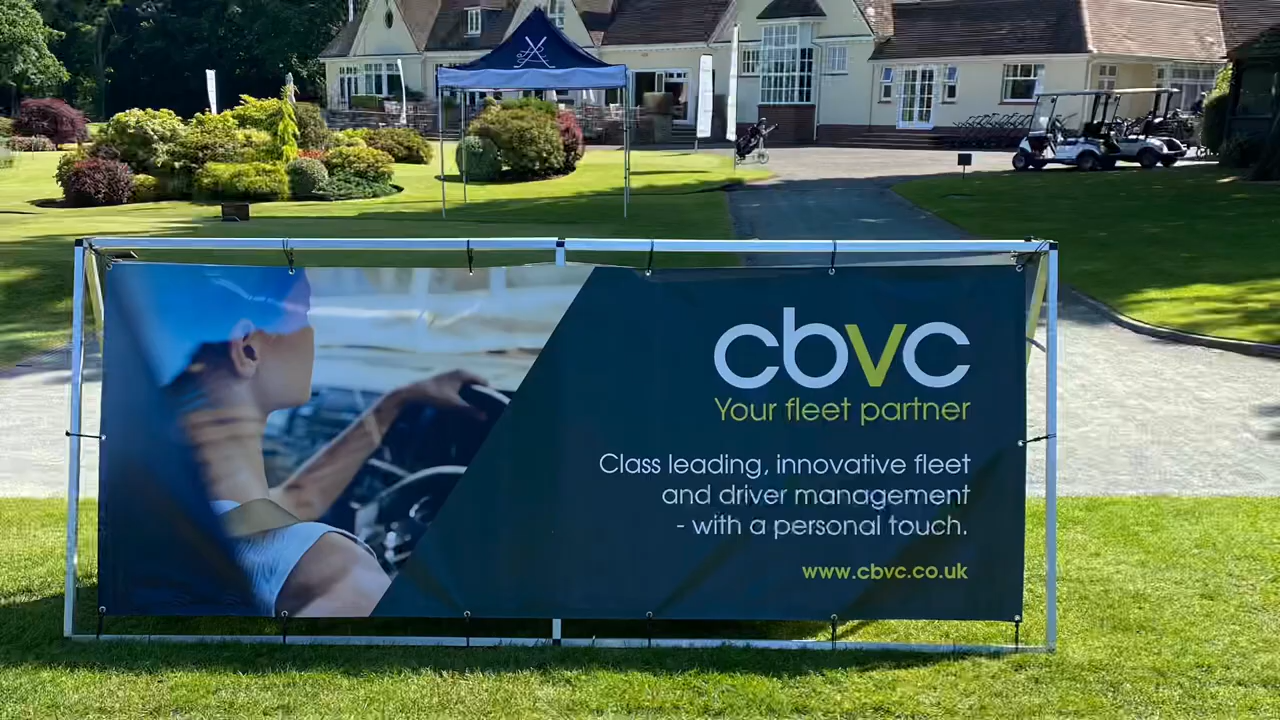 cbvc
Your fleet partner
Class leading, innovative fleet
and driver management
- with a personal touch.
www.cbvc.co.uk